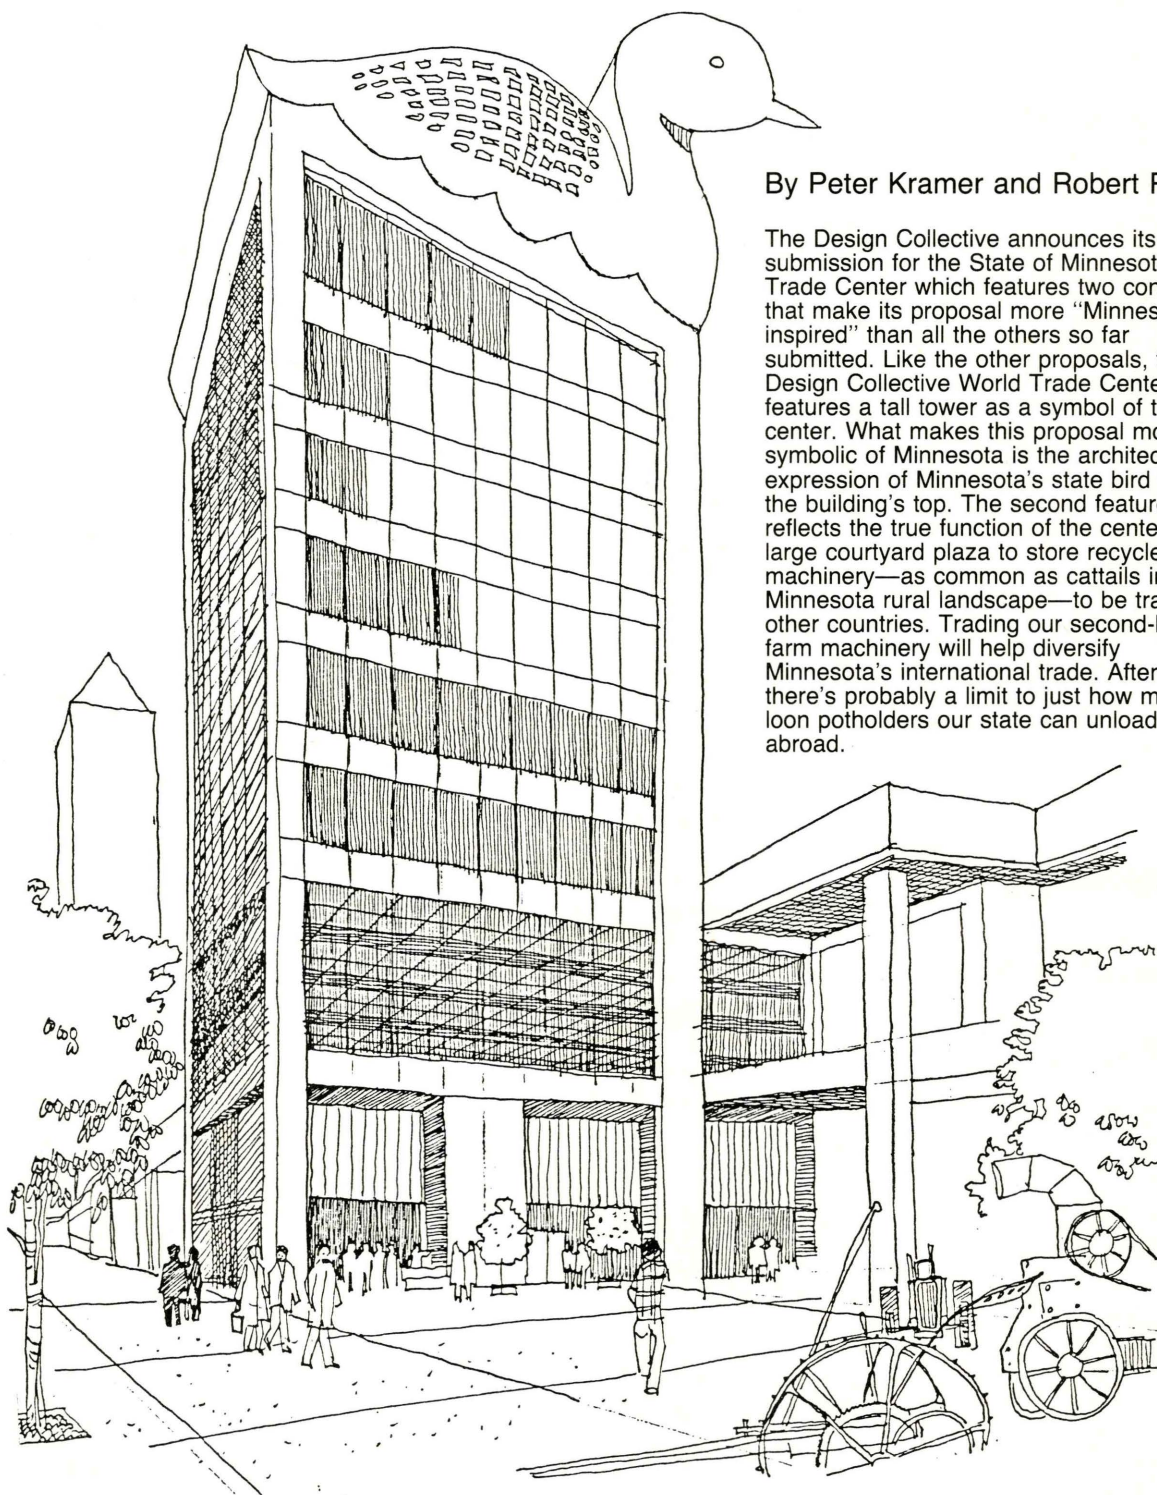 By Peter Kramer and Robert
The Design Collective announces its
submission for the State of Minnesot
Trade Center which features two con
that make its proposal more “Minnes
inspired” than all the others so far
submitted. Like the other proposals,
Design Collective World Trade Cente
features a tall tower as a symbol of t
center. What makes this proposal mo
symbolic of Minnesota is the architec
expression of Minnesota’s state bird
the building’s top. The second featur
reflects the true function of the cente
large courtyard plaza to store recycle
machinery—as common as cattails in
Minnesota rural landscape—to be tra
other countries. Trading our second-
farm machinery will help diversify
Minnesota’s international trade. After
there’s probably a limit to just how m
loon potholders our state can unload
abroad.